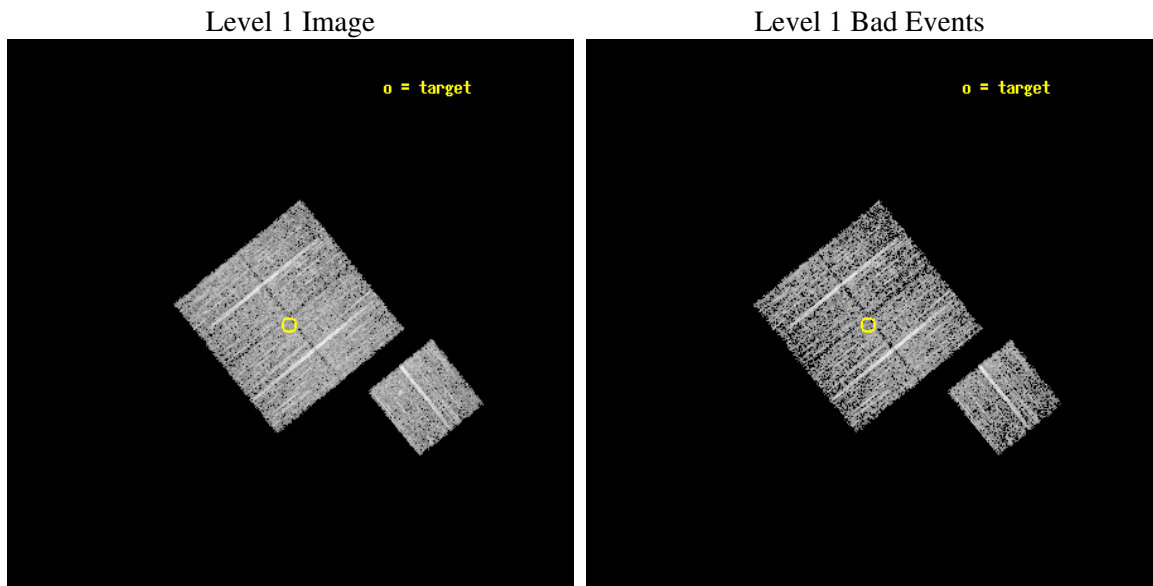 Level 1 Image
Level 1 Bad Events
o = target
o = target